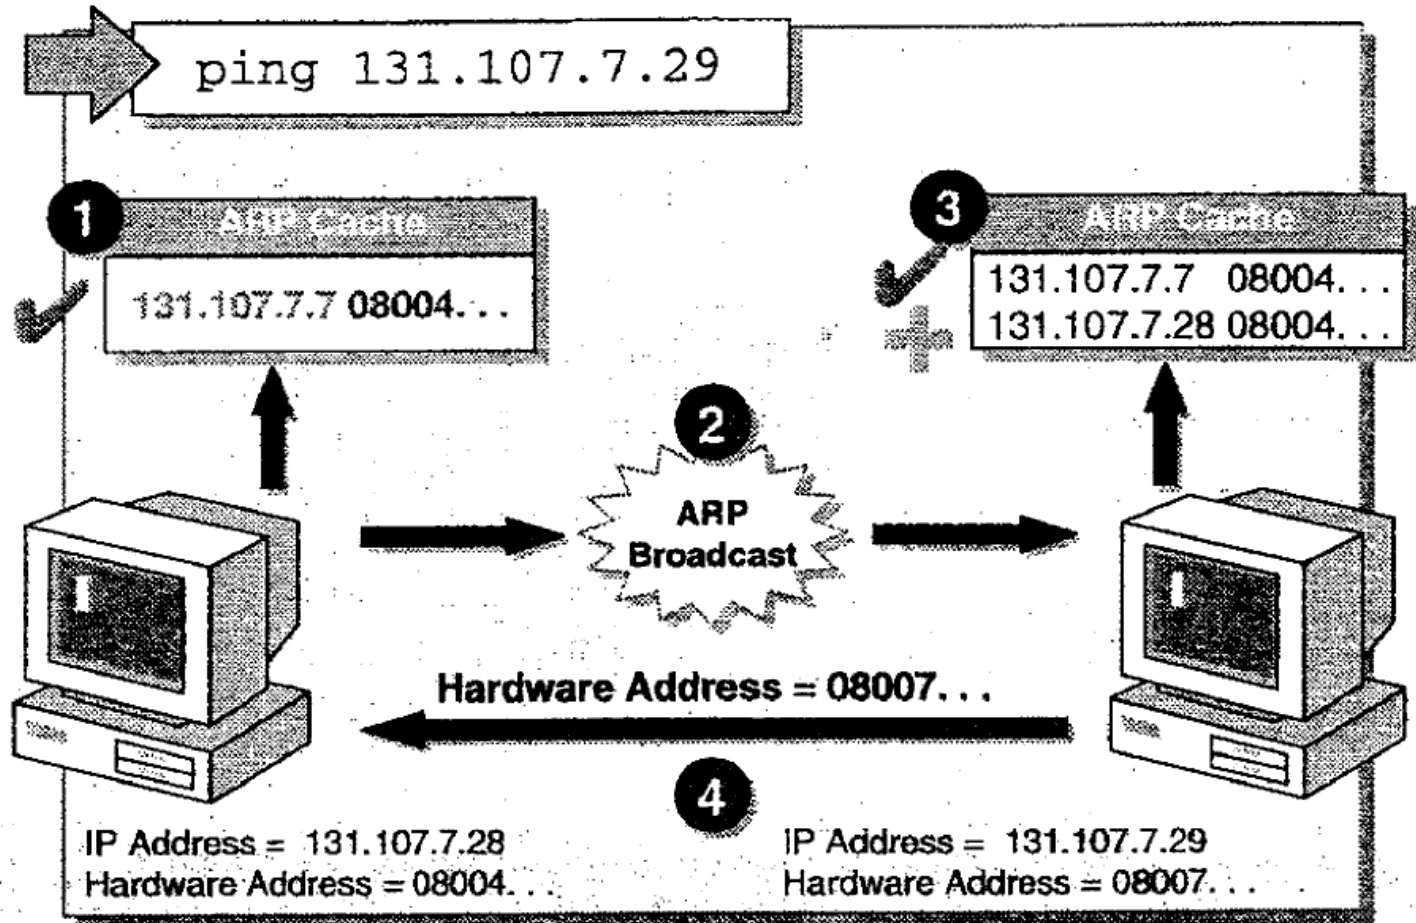 ping 131.107.7.29
1
ARP Cache
131.107.7.7 08004...
3
ARP Cache
131.107.7.7 08004...
131.107.7.28 08004...
2
ARP
Broadcast
Hardware Address = 08007...
4
IP Address = 131.107.7.28
Hardware Address = 08004...
IP Address = 131.107.7.29
Hardware Address = 08007...